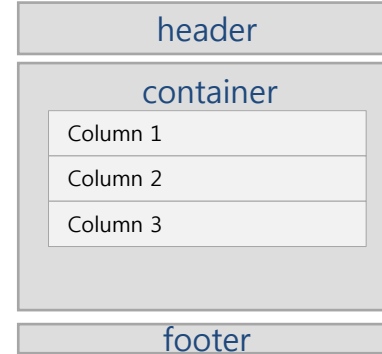 header
container
Column 1
Column 2
Column 3
footer